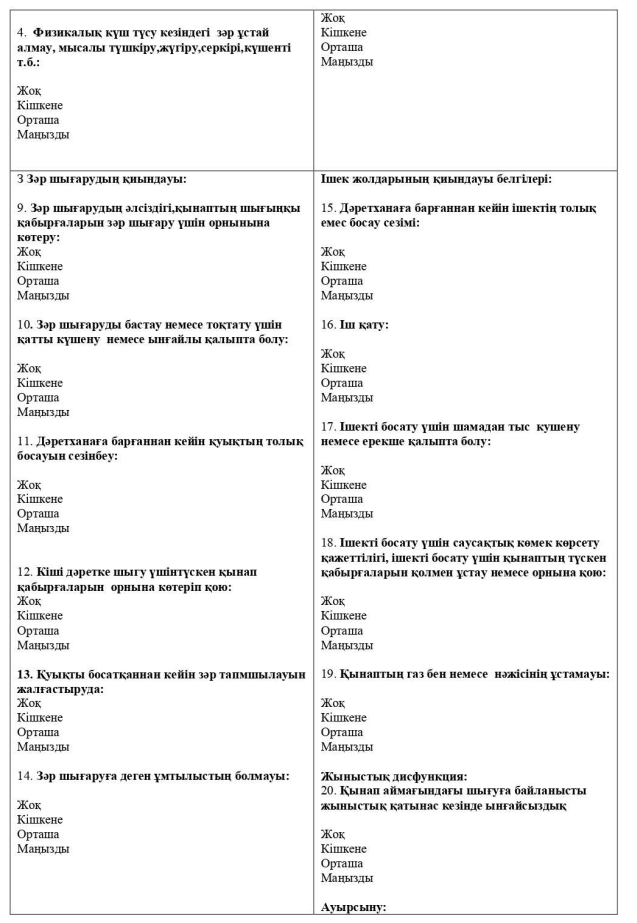 4. Физикалық күш түсу кезіндегі зәр ұстай
алмау, мысалы түшкіру,жүгіру,серкірі,күшенті
т.б.:
Жоқ
Кішкене
Орташа
Маңызды
Жоқ
Кішкене
Орташа
Маңызды
3 Зәр шығарудың қиындауы:
9. Зәр шығарудың әлсіздігі,қынаптың шығыңқы
қабырғаларын зәр шығару үшін орнынына
көтеру:
Жоқ
Кішкене
Орташа
Маңызды
10. Зәр шығаруды бастау немесе тоқтату үшін
қатты күшену немесе ынғайлы қалыпта болу:
Жоқ
Кішкене
Орташа
Маңызды
11. Дәретханаға барғаннан кейін қуықтың толық
босауын сезінбеу:
Жоқ
Кішкене
Орташа
Маңызды
12. Кіші дәретке шыгу үшінтүскен қынап
қабырғаларын орнына көтеріп қою:
Жоқ
Кішкене
Орташа
Маңызды
13. Қуықты босатқаннан кейін зәр тапмшылауын
жалғастыруда:
Жоқ
Кішкене
Орташа
Маңызды
14. Зәр шығаруға деген ұмтылыстың болмауы:
Жоқ
Кішкене
Орташа
Маңызды
Ішек жолдарының қиындауы белгілері:
15. Дәретханаға барғаннан кейін ішектің толық
емес босау сезімі:
Жоқ
Кішкене
Орташа
Маңызды
16. Іш қату:
Жоқ
Кішкене
Орташа
Маңызды
17. Ішекті босату үшін шамадан тыс кушену
немесе ерекше қалыпта болу:
Жоқ
Кішкене
Орташа
Маңызды
18. Ішекті босату үшін саусақтық көмек көрсету
қажеттілігі, ішекті босату үшін қынаптың түскен
қабырғаларын қолмен ұстау немесе орнына қою:
Жоқ
Кішкене
Орташа
Маңызды
19. Қынаптың газ бен немесе нәжісінің ұстамауы:
Жоқ
Кішкене
Орташа
Маңызды
Жыныстық дисфункция:
20. Қынап аймағындағы шығуға байланысты
жыныстық қатынас кезінде ынғайсыздық
Жоқ
Кішкене
Орташа
Маңызды
Ауырсыну: